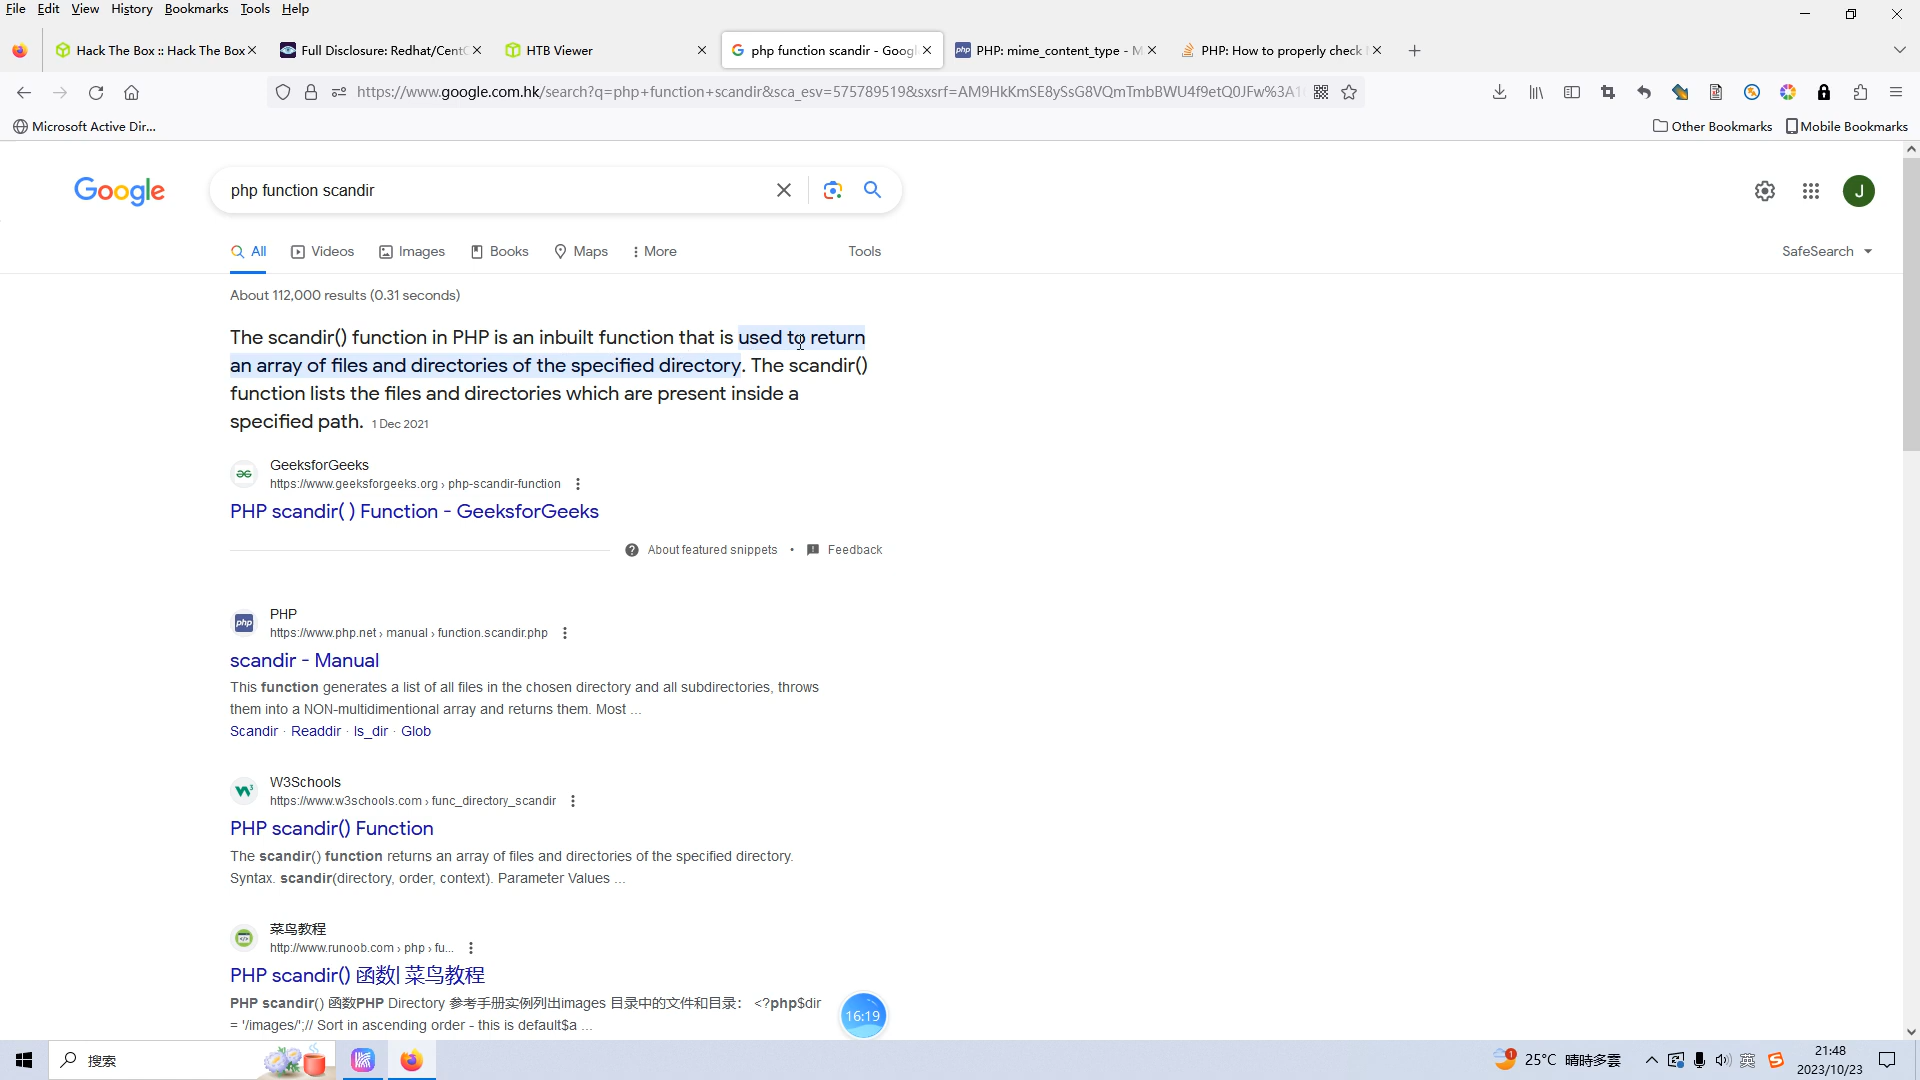 File Edit View History Bookmarks Tools Help
Hack The Box :: Hack The Box
Full Disclosure: Redhat/Cent
HTB Viewer
php function scandir - Googl
PHP: mime_content_type - M
PHP: How to properly check
https://www.google.com.hk/search?q=php+function+scandir&sca_esv=575789519&sxsrf=AM9HkKmSE8ySsG8VQmTmbBWU4f9etQ0JFw%3A1
Microsoft Active Dir...
Other Bookmarks
Mobile Bookmarks
Google
php function scandir
J
All Videos Images Books Maps More Tools SafeSearch
About 112,000 results (0.31 seconds)
The scandir() function in PHP is an inbuilt function that is used to return
an array of files and directories of the specified directory. The scandir()
function lists the files and directories which are present inside a
specified path. 1 Dec 2021
GeeksforGeeks
https://www.geeksforgeeks.org › php-scandir-function
PHP scandir( ) Function - GeeksforGeeks
About featured snippets • Feedback
php
PHP
https://www.php.net › manual › function.scandir.php
scandir - Manual
This function generates a list of all files in the chosen directory and all subdirectories, throws
them into a NON-multidimentional array and returns them. Most ...
Scandir · Readdir · Is_dir · Glob
W3Schools
https://www.w3schools.com › func_directory_scandir
PHP scandir() Function
The scandir() function returns an array of files and directories of the specified directory.
Syntax. scandir(directory, order, context). Parameter Values ...
菜鸟教程
http://www.runoob.com › php › fu...
PHP scandir() 函数| 菜鸟教程
PHP scandir() 函数PHP Directory 参考手册实例列出images 目录中的文件和目录： <?php$dir
= '/images/';// Sort in ascending order - this is default$a ...
16:19
搜索
1
25°C 晴時多雲
英
21:48
2023/10/23